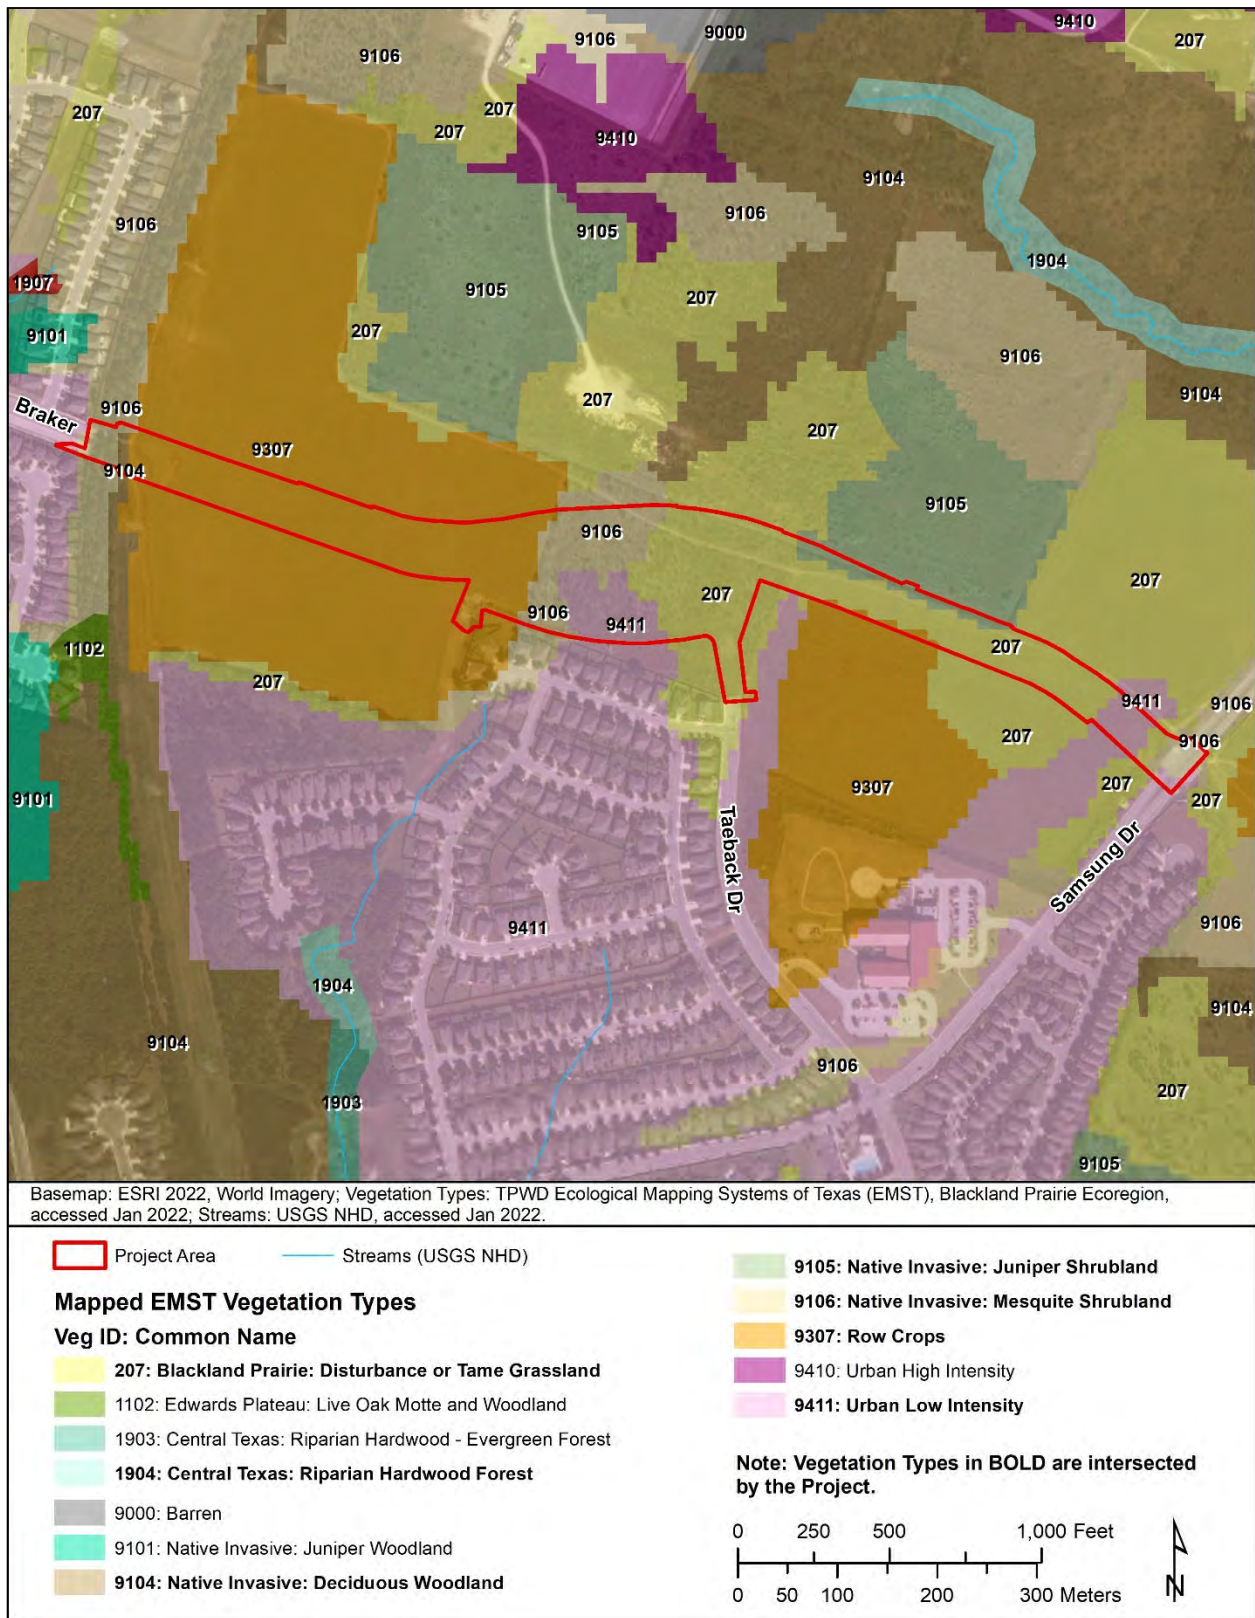 9106
9000
9410
207
9106
207
207
207
9410
9104
9106
9106
9105
1904
9105
207
1907
207
9101
9106
9104
207
Braker
9106
207
9307
9104
9105
9106
207
207
9106
9411
207
1102
207
9411
9106
9106
207
9307
207
207
9101
Taeback Dr
Samsung Dr
9411
9106
1904
9104
9104
9106
207
1903
9105
Basemap: ESRI 2022, World Imagery; Vegetation Types: TPWD Ecological Mapping Systems of Texas (EMST), Blackland Prairie Ecoregion,
accessed Jan 2022; Streams: USGS NHD, accessed Jan 2022.
Project Area
Streams (USGS NHD)
Mapped EMST Vegetation Types
Veg ID: Common Name
207: Blackland Prairie: Disturbance or Tame Grassland
1102: Edwards Plateau: Live Oak Motte and Woodland
1903: Central Texas: Riparian Hardwood - Evergreen Forest
1904: Central Texas: Riparian Hardwood Forest
9000: Barren
9101: Native Invasive: Juniper Woodland
9104: Native Invasive: Deciduous Woodland
9105: Native Invasive: Juniper Shrubland
9106: Native Invasive: Mesquite Shrubland
9307: Row Crops
9410: Urban High Intensity
9411: Urban Low Intensity
Note: Vegetation Types in BOLD are intersected
by the Project.
0 250 500 1,000 Feet
0 50 100 200 300 Meters
N